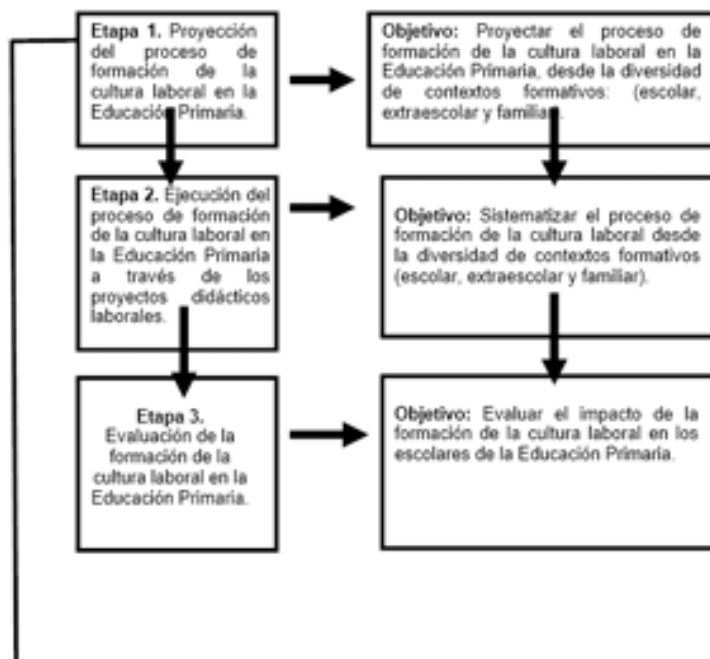 Etapa 1. Proyección
del proceso de
formación de la
cultura laboral en la
Educación Primaria.
Objetivo: Proyectar el proceso de
formación de la cultura laboral en la
Educación Primaria, desde la diversidad
de contextos formativos: (escolar,
extraescolar y familiar).
Etapa 2. Ejecución del
proceso de formación
de la cultura laboral en
la Educación Primaria
a través de los
proyectos didácticos
laborales.
Objetivo: Sistematizar el proceso de
formación de la cultura laboral desde
la diversidad de contextos formativos
(escolar, extraescolar y familiar).
Etapa 3.
Evaluación de la
formación de la
cultura laboral en la
Educación Primaria.
Objetivo: Evaluar el impacto de la
formación de la cultura laboral en los
escolares de la Educación Primaria.